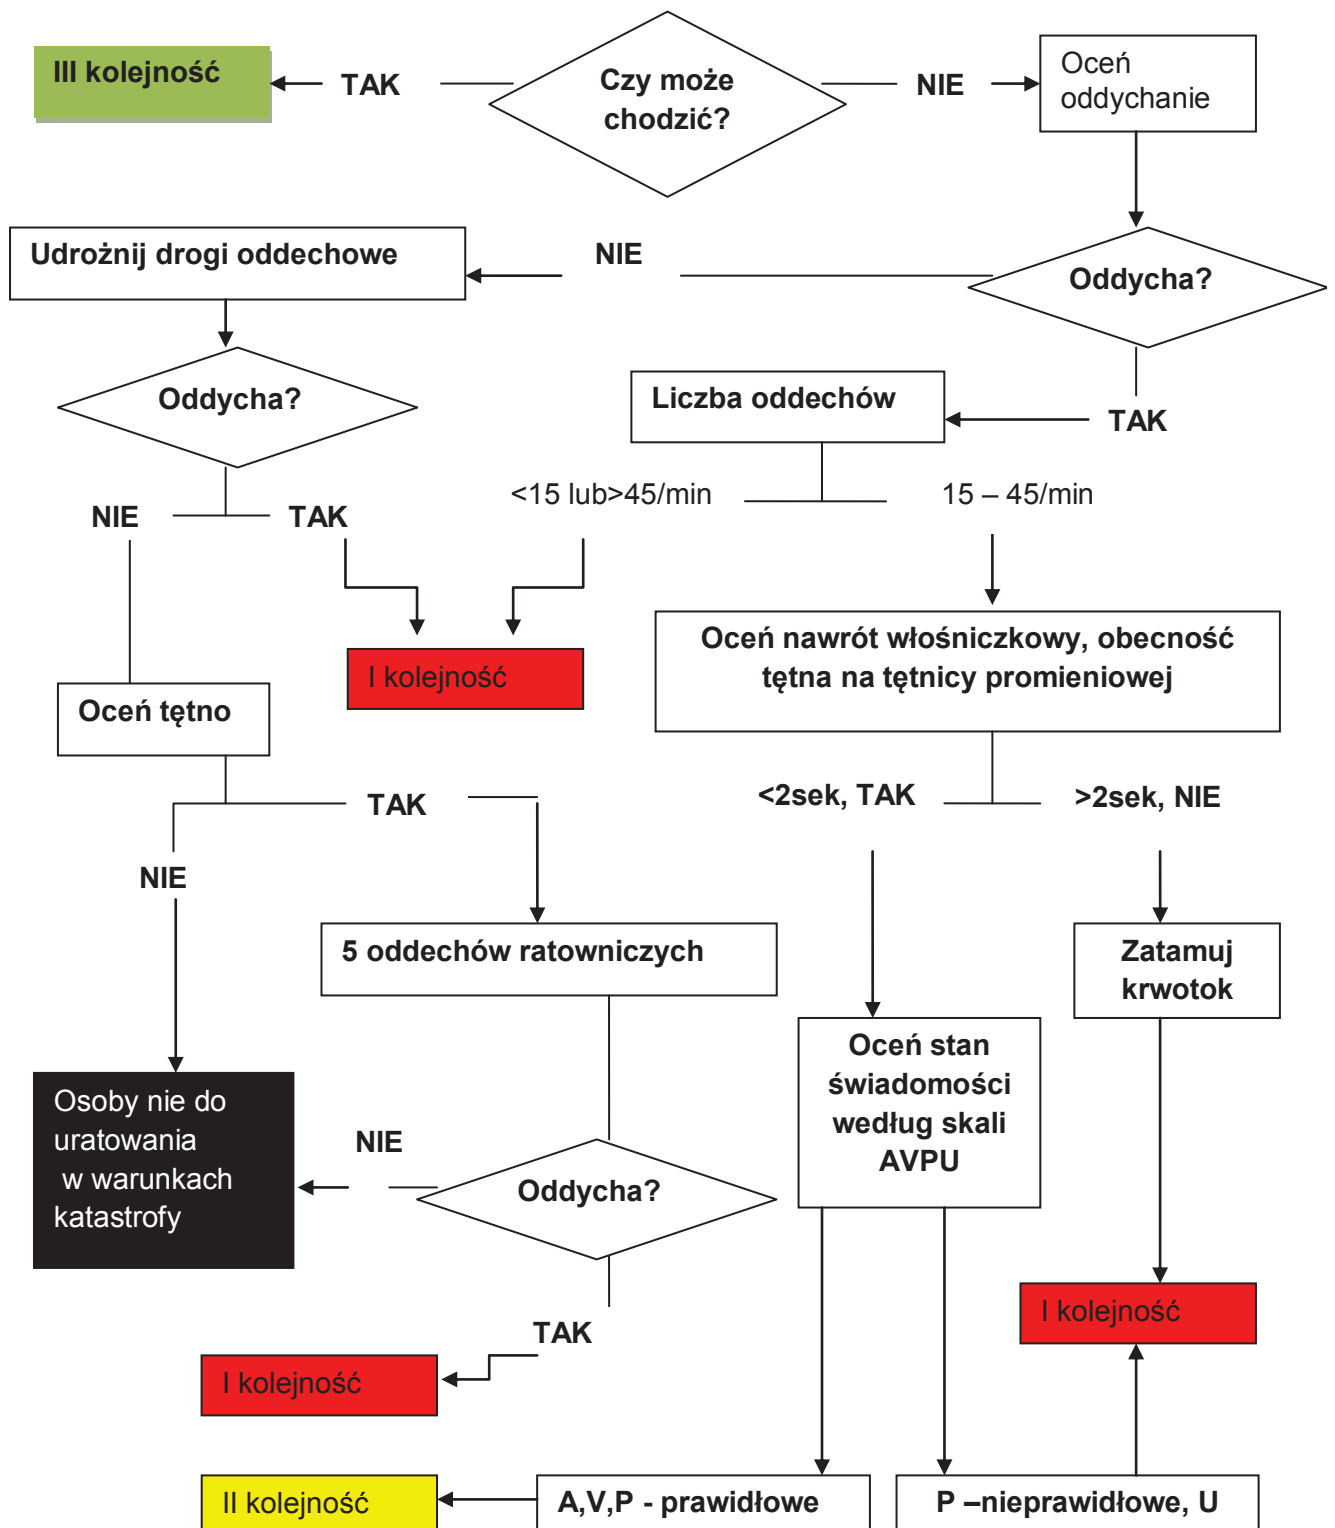 III kolejność
TAK
Czy może
chodzić?
NIE
Oceń
oddychanie
Udrożnij drogi oddechowe
NIE
Oddycha?
Oddycha?
Liczba oddechów
TAK
<15 lub>45/min
15 – 45/min
NIE
TAK
I kolejność
Oceń nawrót włośniczkowy, obecność
tętna na tętnicy promieniowej
Oceń tętno
TAK
<2sek, TAK
>2sek, NIE
NIE
5 oddechów ratowniczych
Zatamuj
krwotok
Oceń stan
świadomości
według skali
AVPU
Osoby nie do
uratowania
w warunkach
katastrofy
NIE
Oddycha?
I kolejność
TAK
I kolejność
II kolejność
A,V,P - prawidłowe
P –nieprawidłowe, U